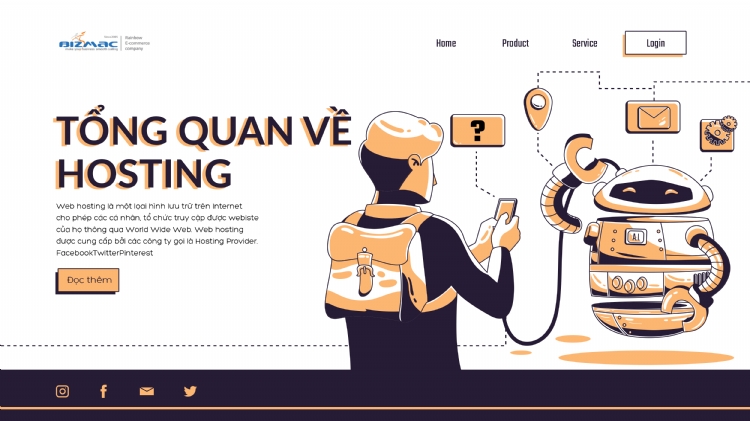 BIZMAC
Rainbow
E-commerce
company
Home
Product
Service
Login
TỔNG QUAN VỀ
HOSTING
Web hosting là một loại hình lưu trữ trên Internet
cho phép các cá nhân, tổ chức truy cập được webiste
của họ thông qua World Wide Web. Web hosting
được cung cấp bởi các công ty gọi là Hosting Provider.
FacebookTwitterPinterest
Đọc thêm
?
A.I.